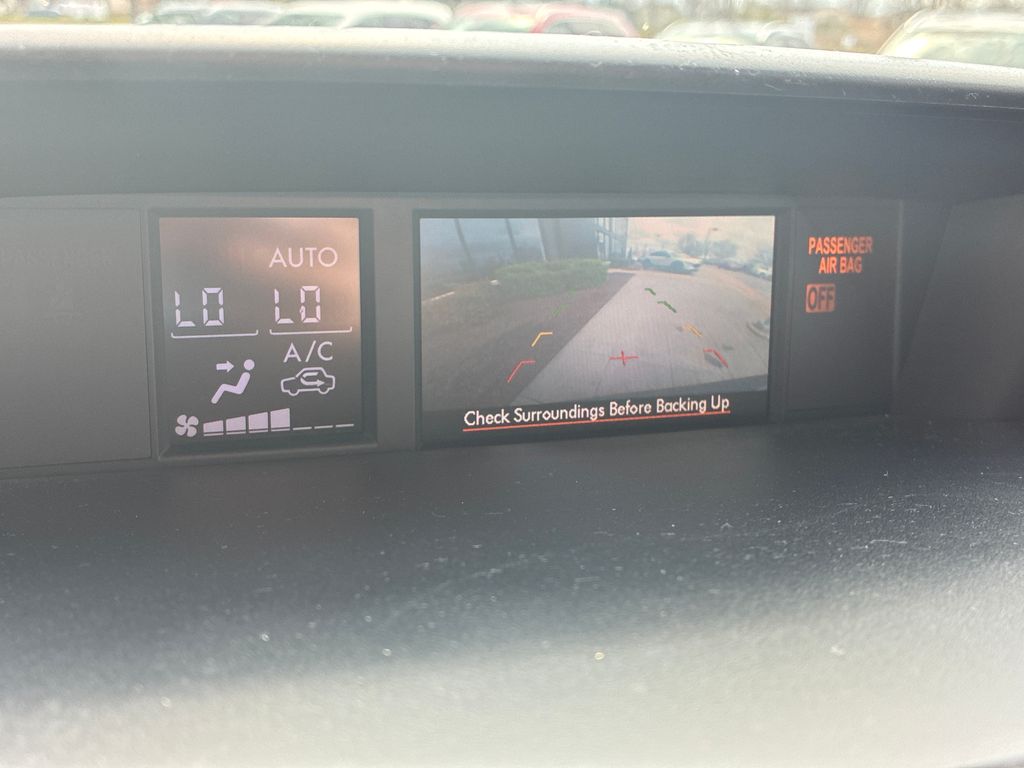 AUTO
LO LO
A/C
Check Surroundings Before Backing Up
PASSENGER
AIR BAG
OFF